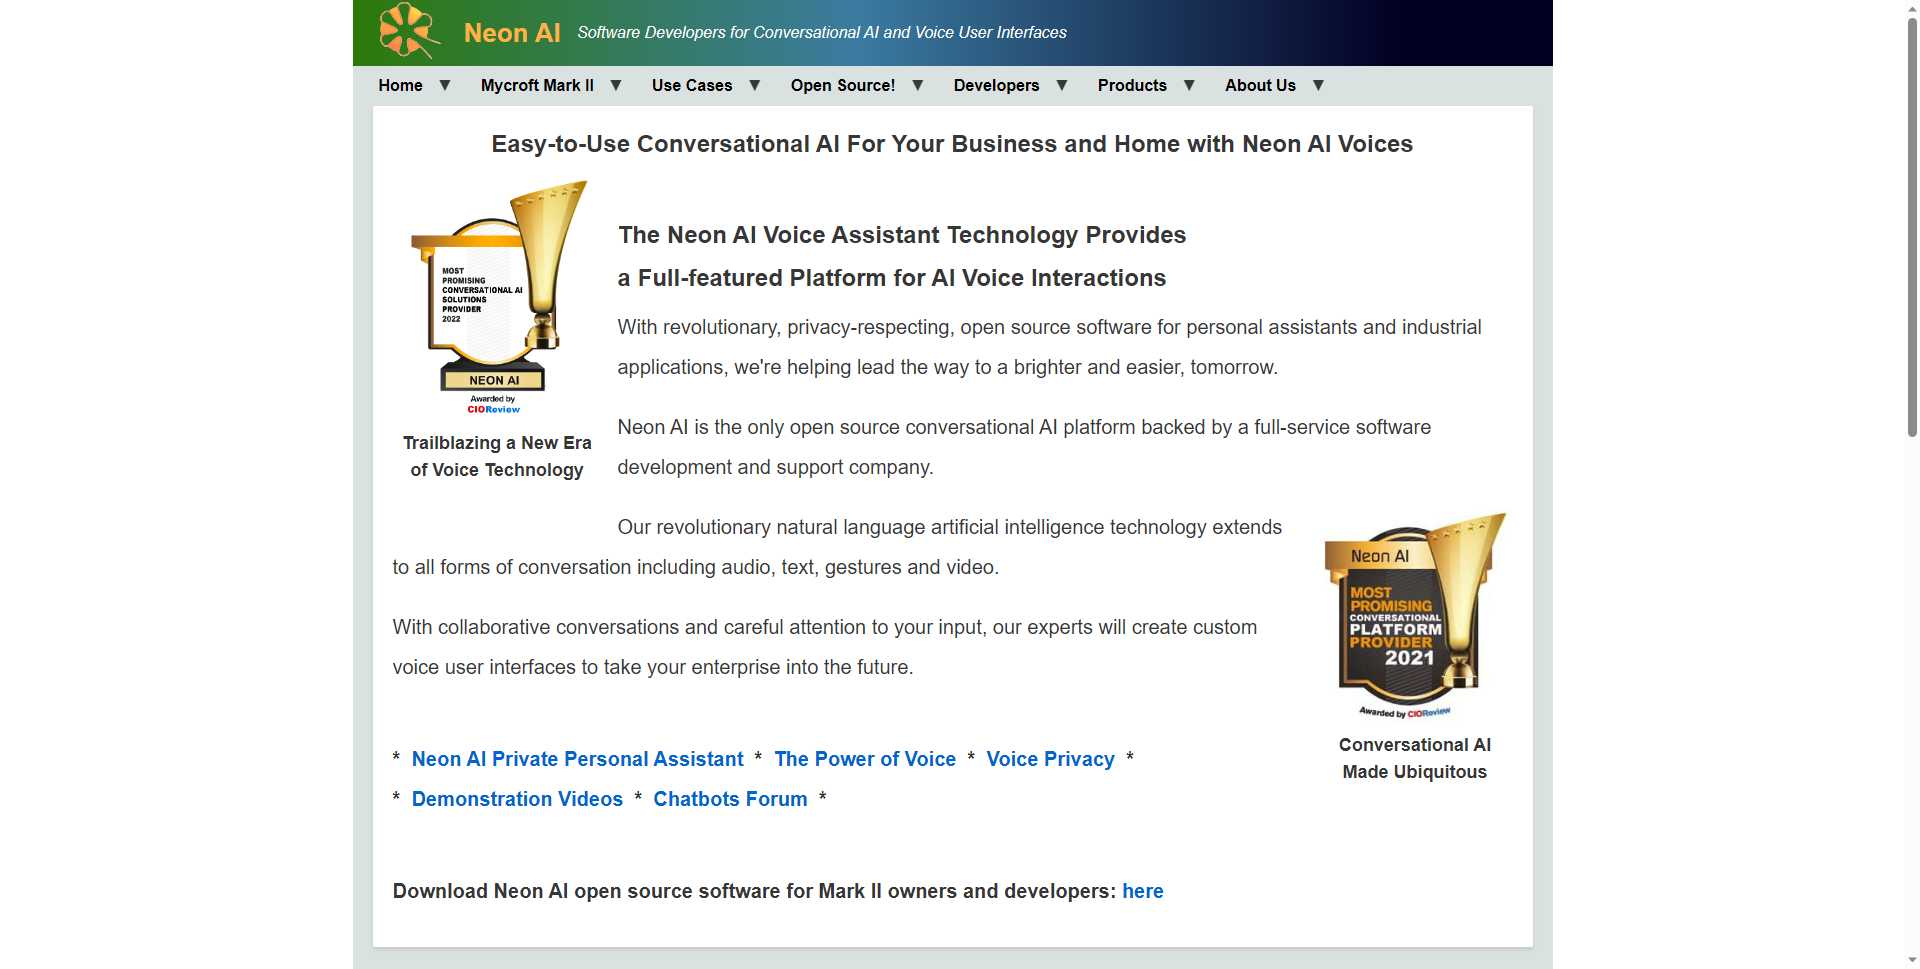 Neon AI Software Developers for Conversational AI and Voice User Interfaces
Home ▼ Mycroft Mark II ▼ Use Cases ▼ Open Source! ▼ Developers ▼ Products ▼ About Us ▼
Easy-to-Use Conversational AI For Your Business and Home with Neon AI Voices
MOST
PROMISING
CONVERSATIONAL AI
SOLUTIONS
PROVIDER
2022
NEON AI
Awarded by
CIOReview
Trailblazing a New Era
of Voice Technology
The Neon AI Voice Assistant Technology Provides
a Full-featured Platform for AI Voice Interactions
With revolutionary, privacy-respecting, open source software for personal assistants and industrial
applications, we're helping lead the way to a brighter and easier, tomorrow.
Neon AI is the only open source conversational AI platform backed by a full-service software
development and support company.
Our revolutionary natural language artificial intelligence technology extends
to all forms of conversation including audio, text, gestures and video.
With collaborative conversations and careful attention to your input, our experts will create custom
voice user interfaces to take your enterprise into the future.
Neon AI
MOST
PROMISING
CONVERSATIONAL
PLATFORM
PROVIDER
2021
Awarded by CIOReview
Conversational AI
Made Ubiquitous
* Neon AI Private Personal Assistant * The Power of Voice * Voice Privacy *
* Demonstration Videos * Chatbots Forum *
Download Neon AI open source software for Mark II owners and developers: here